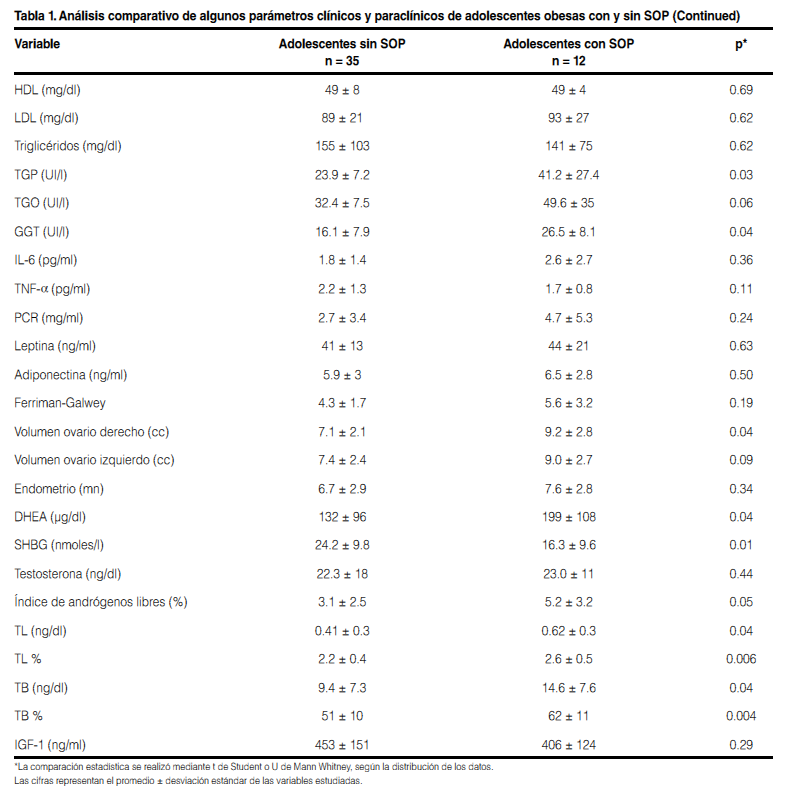 Tabla 1. Análisis comparativo de algunos parámetros clínicos y paraclínicos de adolescentes obesas con y sin SOP (Continued)
Variable Adolescentes sin SOP Adolescentes con SOP p*
n = 35 n = 12
HDL (mg/dl) 49 ± 8 49 ± 4 0.69
LDL (mg/dl) 89 ± 21 93 ± 27 0.62
Triglicéridos (mg/dl) 155 ± 103 141 ± 75 0.62
TGP (UI/l) 23.9 ± 7.2 41.2 ± 27.4 0.03
TGO (UI/l) 32.4 ± 7.5 49.6 ± 35 0.06
GGT (UI/l) 16.1 ± 7.9 26.5 ± 8.1 0.04
IL-6 (pg/ml) 1.8 ± 1.4 2.6 ± 2.7 0.36
TNF-α (pg/ml) 2.2 ± 1.3 1.7 ± 0.8 0.11
PCR (mg/ml) 2.7 ± 3.4 4.7 ± 5.3 0.24
Leptina (ng/ml) 41 ± 13 44 ± 21 0.63
Adiponectina (ng/ml) 5.9 ± 3 6.5 ± 2.8 0.50
Ferriman-Galwey 4.3 ± 1.7 5.6 ± 3.2 0.19
Volumen ovario derecho (cc) 7.1 ± 2.1 9.2 ± 2.8 0.04
Volumen ovario izquierdo (cc) 7.4 ± 2.4 9.0 ± 2.7 0.09
Endometrio (mn) 6.7 ± 2.9 7.6 ± 2.8 0.34
DHEA (µg/dl) 132 ± 96 199 ± 108 0.04
SHBG (nmoles/l) 24.2 ± 9.8 16.3 ± 9.6 0.01
Testosterona (ng/dl) 22.3 ± 18 23.0 ± 11 0.44
Índice de andrógenos libres (%) 3.1 ± 2.5 5.2 ± 3.2 0.05
TL (ng/dl) 0.41 ± 0.3 0.62 ± 0.3 0.04
TL % 2.2 ± 0.4 2.6 ± 0.5 0.006
TB (ng/dl) 9.4 ± 7.3 14.6 ± 7.6 0.04
TB % 51 ± 10 62 ± 11 0.004
IGF-1 (ng/ml) 453 ± 151 406 ± 124 0.29
*La comparación estadística se realizó mediante t de Student o U de Mann Whitney, según la distribución de los datos.
Las cifras representan el promedio ± desviación estándar de las variables estudiadas.